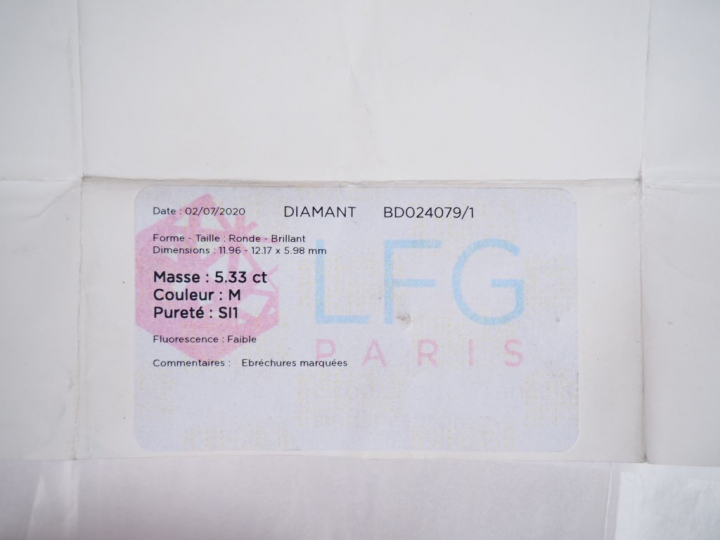 Date : 02/07/2020 DIAMANT BD024079/1
Forme - Taille : Ronde - Brillant
Dimensions : 11.96 - 12.17 x 5.98 mm
Masse : 5.33 ct
Couleur : M
Pureté : SI1
Fluorescence : Faible
Commentaires : Ebréchures marquées
LFG
PARIS